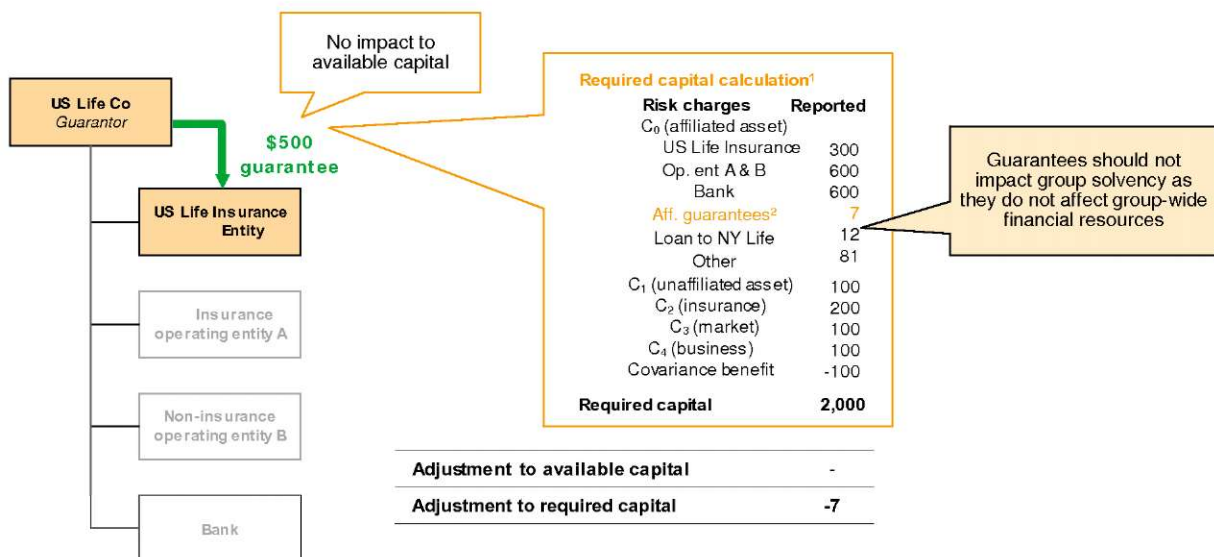 No impact to
available capital
US Life Co
Guarantor
$500
guarantee
US Life Insurance
Entity
Insurance
operating entity A
Non-insurance
operating entity B
Bank
Required capital calculation¹
Risk charges Reported
C₀ (affiliated asset)
US Life Insurance 300
Op. ent A & B 600
Bank 600
Aff. guarantees² 7
Loan to NY Life 12
Other 81
C₁ (unaffiliated asset) 100
C₂ (insurance) 200
C₃ (market) 100
C₄ (business) 100
Covariance benefit -100
Required capital 2,000
Guarantees should not
impact group solvency as
they do not affect group-wide
financial resources
Adjustment to available capital -
Adjustment to required capital -7